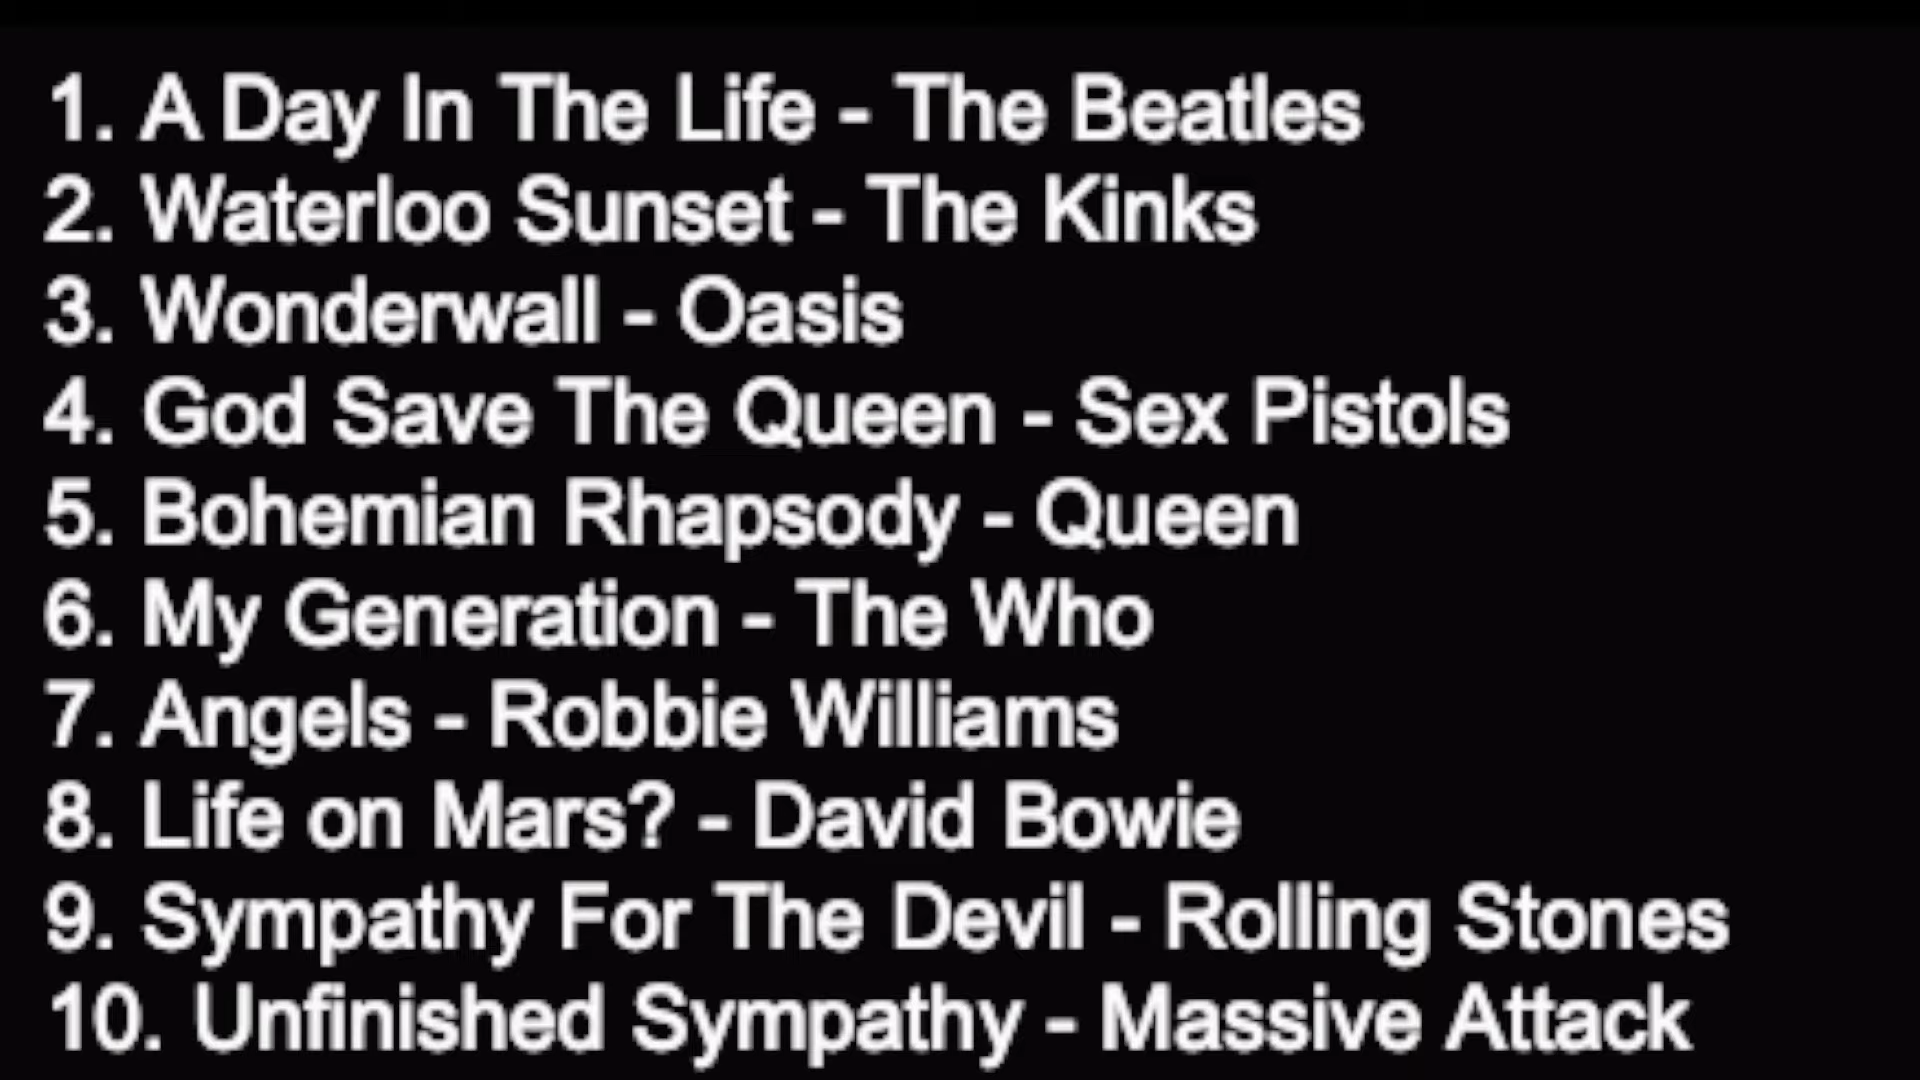 1. A Day In The Life - The Beatles
2. Waterloo Sunset - The Kinks
3. Wonderwall - Oasis
4. God Save The Queen - Sex Pistols
5. Bohemian Rhapsody - Queen
6. My Generation - The Who
7. Angels - Robbie Williams
8. Life on Mars? - David Bowie
9. Sympathy For The Devil - Rolling Stones
10. Unfinished Sympathy - Massive Attack